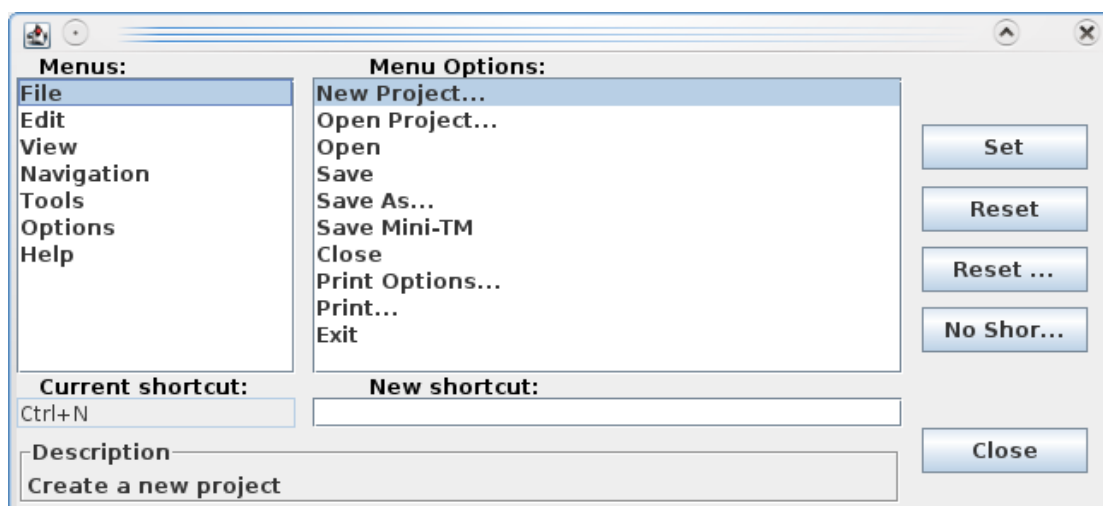 Menus:
File
Edit
View
Navigation
Tools
Options
Help
Menu Options:
New Project...
Open Project...
Open
Save
Save As...
Save Mini-TM
Close
Print Options...
Print...
Exit
Set
Reset
Reset ...
No Shor...
Current shortcut:
Ctrl+N
New shortcut:
Close
Description
Create a new project